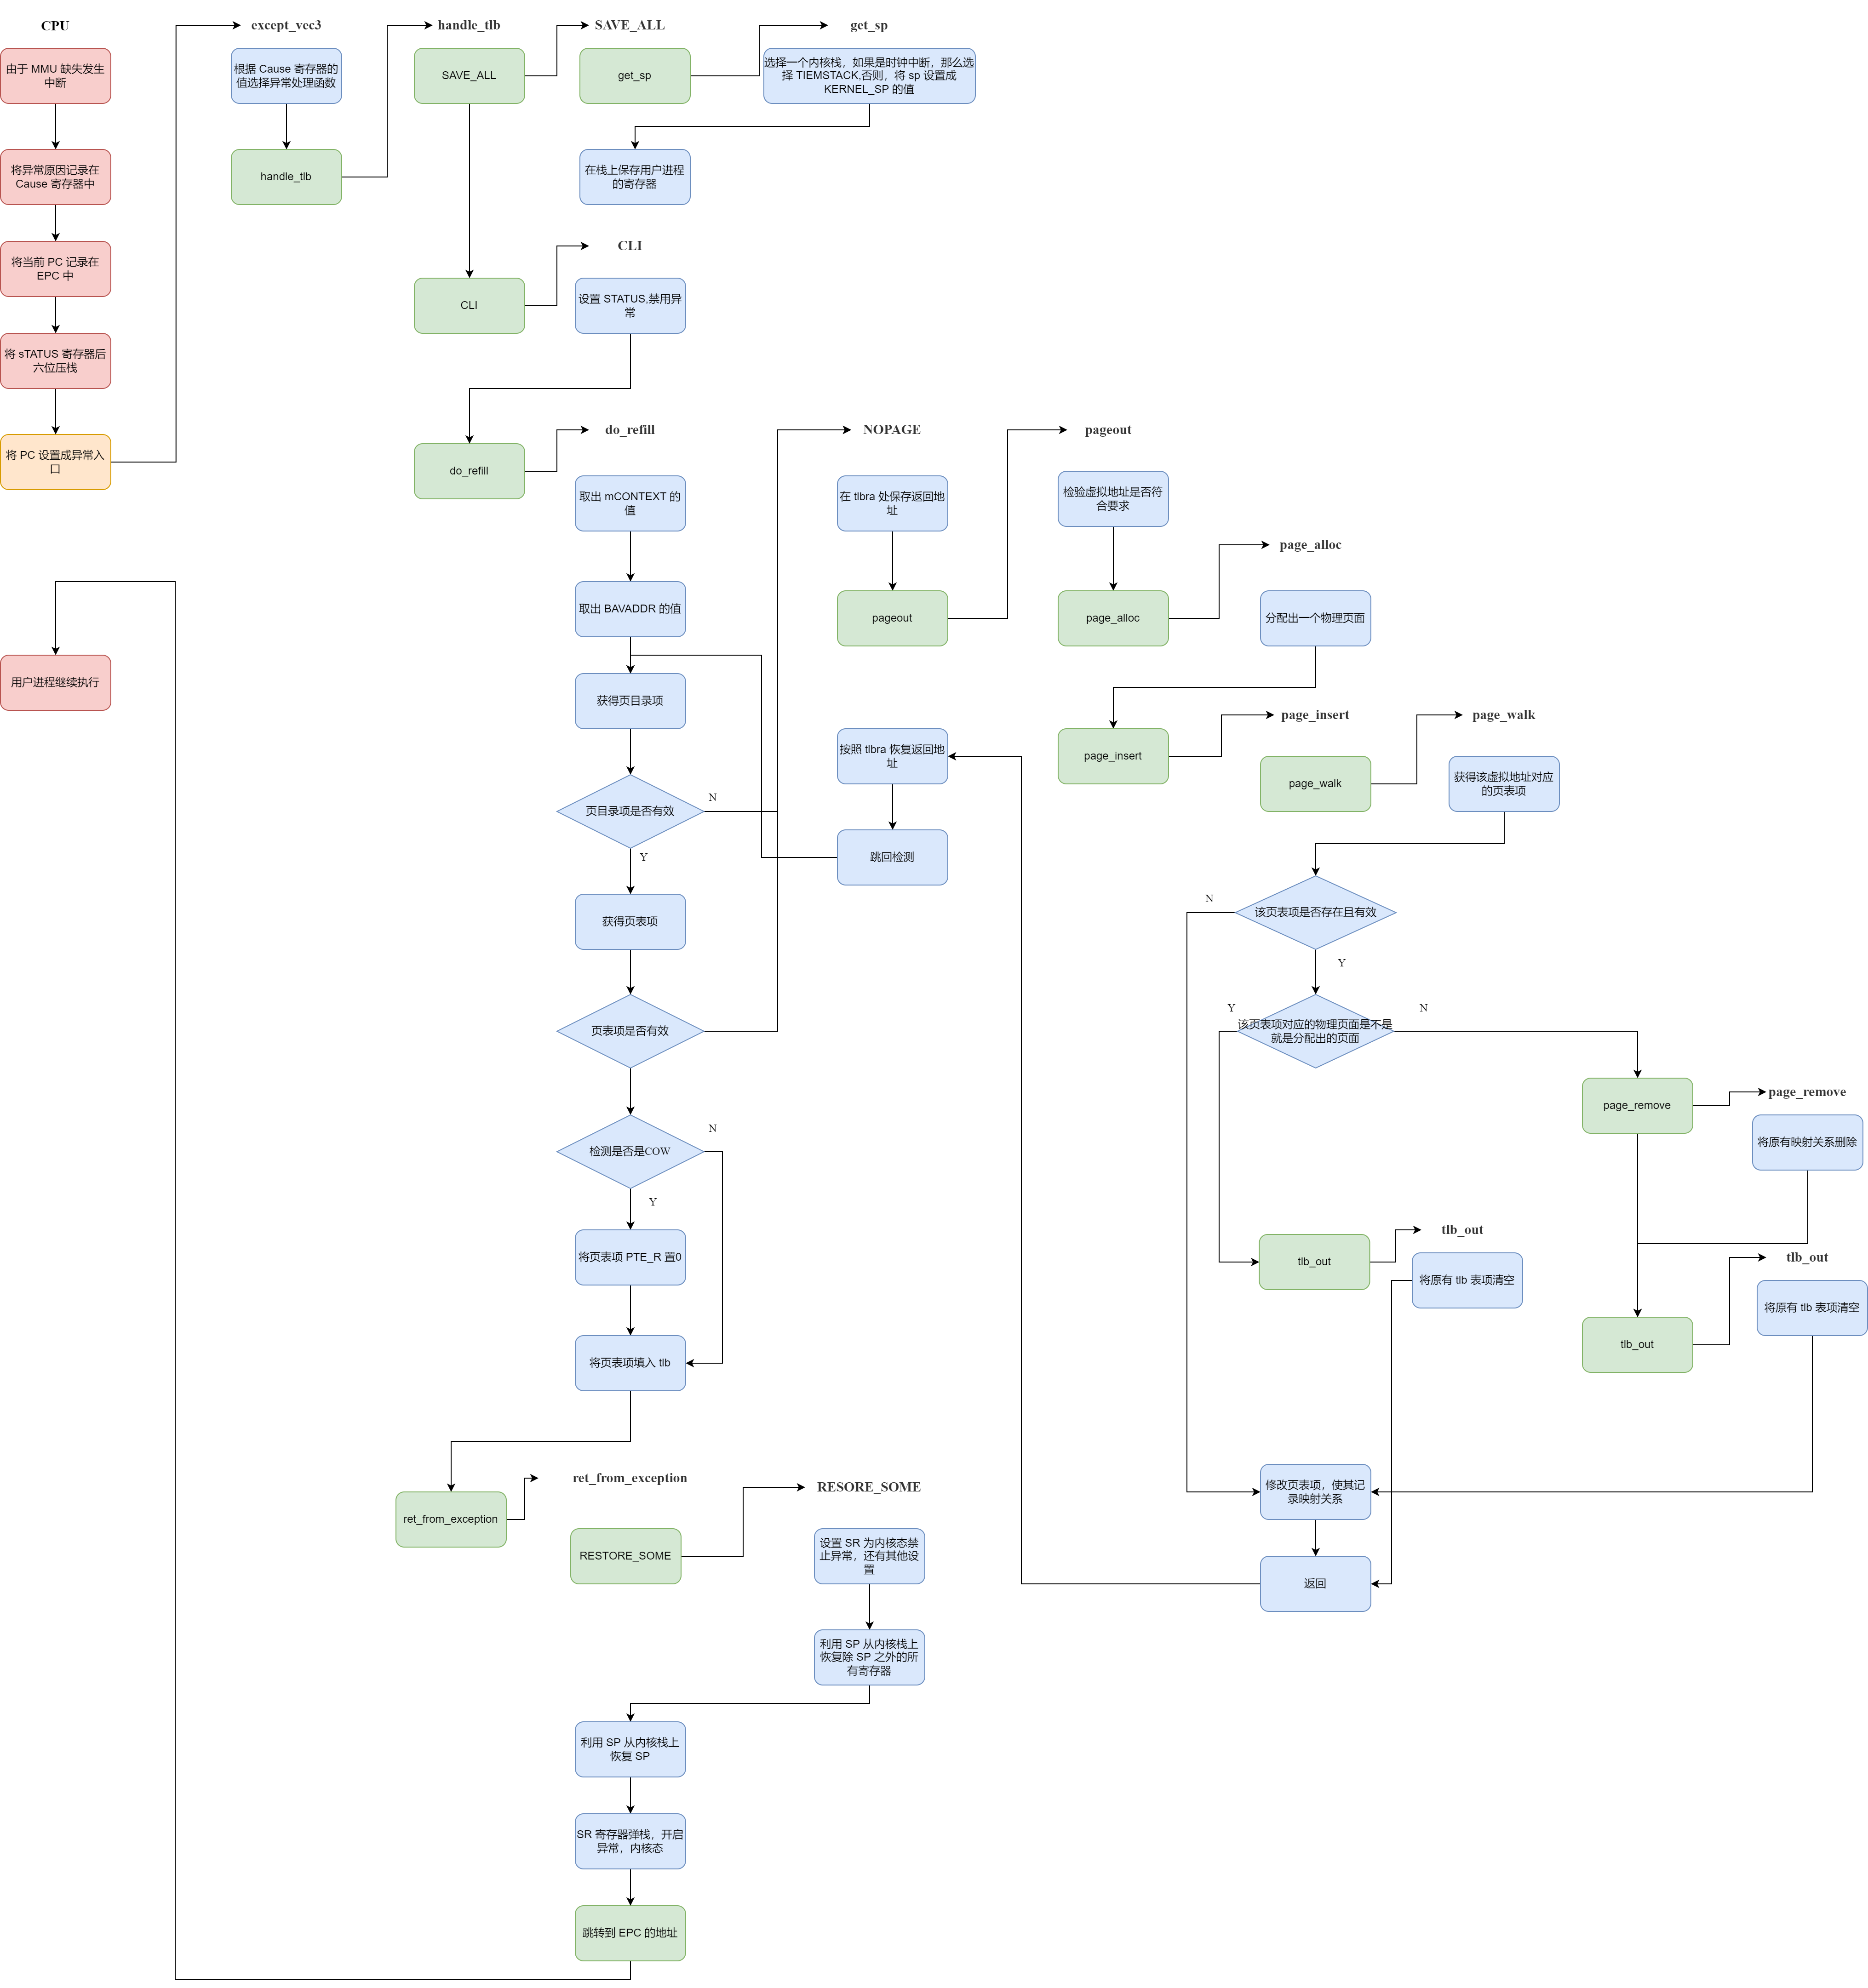 CPU
由于 MMU 缺失发生
中断
将异常原因记录在
Cause 寄存器中
将当前 PC 记录在
EPC 中
将 sTATUS 寄存器后
六位压栈
将 PC 设置成异常入
口
用户进程继续执行
except_vec3
根据 Cause 寄存器的
值选择异常处理函数
handle_tlb
handle_tlb
SAVE_ALL
CLI
do_refill
SAVE_ALL
get_sp
get_sp
选择一个内核栈，如果是时钟中断，那么选
择 TIEMSTACK,否则，将 sp 设置成
KERNEL_SP 的值
在栈上保存用户进程
的寄存器
CLI
设置 STATUS,禁用异
常
do_refill
取出 mCONTEXT 的
值
取出 BAVADDR 的值
获得页目录项
页目录项是否有效
N
Y
获得页表项
页表项是否有效
检测是否是COW
N
Y
将页表项 PTE_R 置0
将页表项填入 tlb
NOPAGE
在 tlbra 处保存返回地
址
pageout
按照 tlbra 恢复返回地
址
跳回检测
pageout
检验虚拟地址是否符
合要求
page_alloc
page_alloc
分配出一个物理页面
page_insert
page_insert
page_walk
page_walk
获得该虚拟地址对应
的页表项
N
该页表项是否存在且有效
Y
Y
N
该页表项对应的物理页面是不是
就是分配出的页面
page_remove
page_remove
将原有映射关系删除
tlb_out
tlb_out
将原有 tlb 表项清空
tlb_out
tlb_out
将原有 tlb 表项清空
修改页表项，使其记
录映射关系
返回
ret_from_exception
ret_from_exception
RESTORE_SOME
RESORE_SOME
设置 SR 为内核态禁
止异常，还有其他设
置
利用 SP 从内核栈上
恢复除 SP 之外的所
有寄存器
利用 SP 从内核栈上
恢复 SP
SR 寄存器弹栈，开启
异常，内核态
跳转到 EPC 的地址